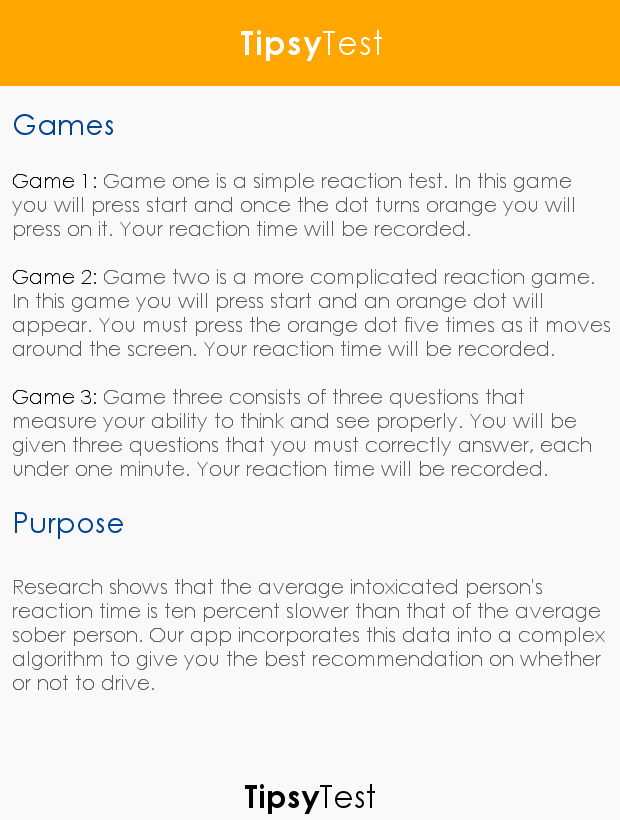 TipsyTest
Games
Game 1: Game one is a simple reaction test. In this game
you will press start and once the dot turns orange you will
press on it. Your reaction time will be recorded.
Game 2: Game two is a more complicated reaction game.
In this game you will press start and an orange dot will
appear. You must press the orange dot five times as it moves
around the screen. Your reaction time will be recorded.
Game 3: Game three consists of three questions that
measure your ability to think and see properly. You will be
given three questions that you must correctly answer, each
under one minute. Your reaction time will be recorded.
Purpose
Research shows that the average intoxicated person's
reaction time is ten percent slower than that of the average
sober person. Our app incorporates this data into a complex
algorithm to give you the best recommendation on whether
or not to drive.
TipsyTest